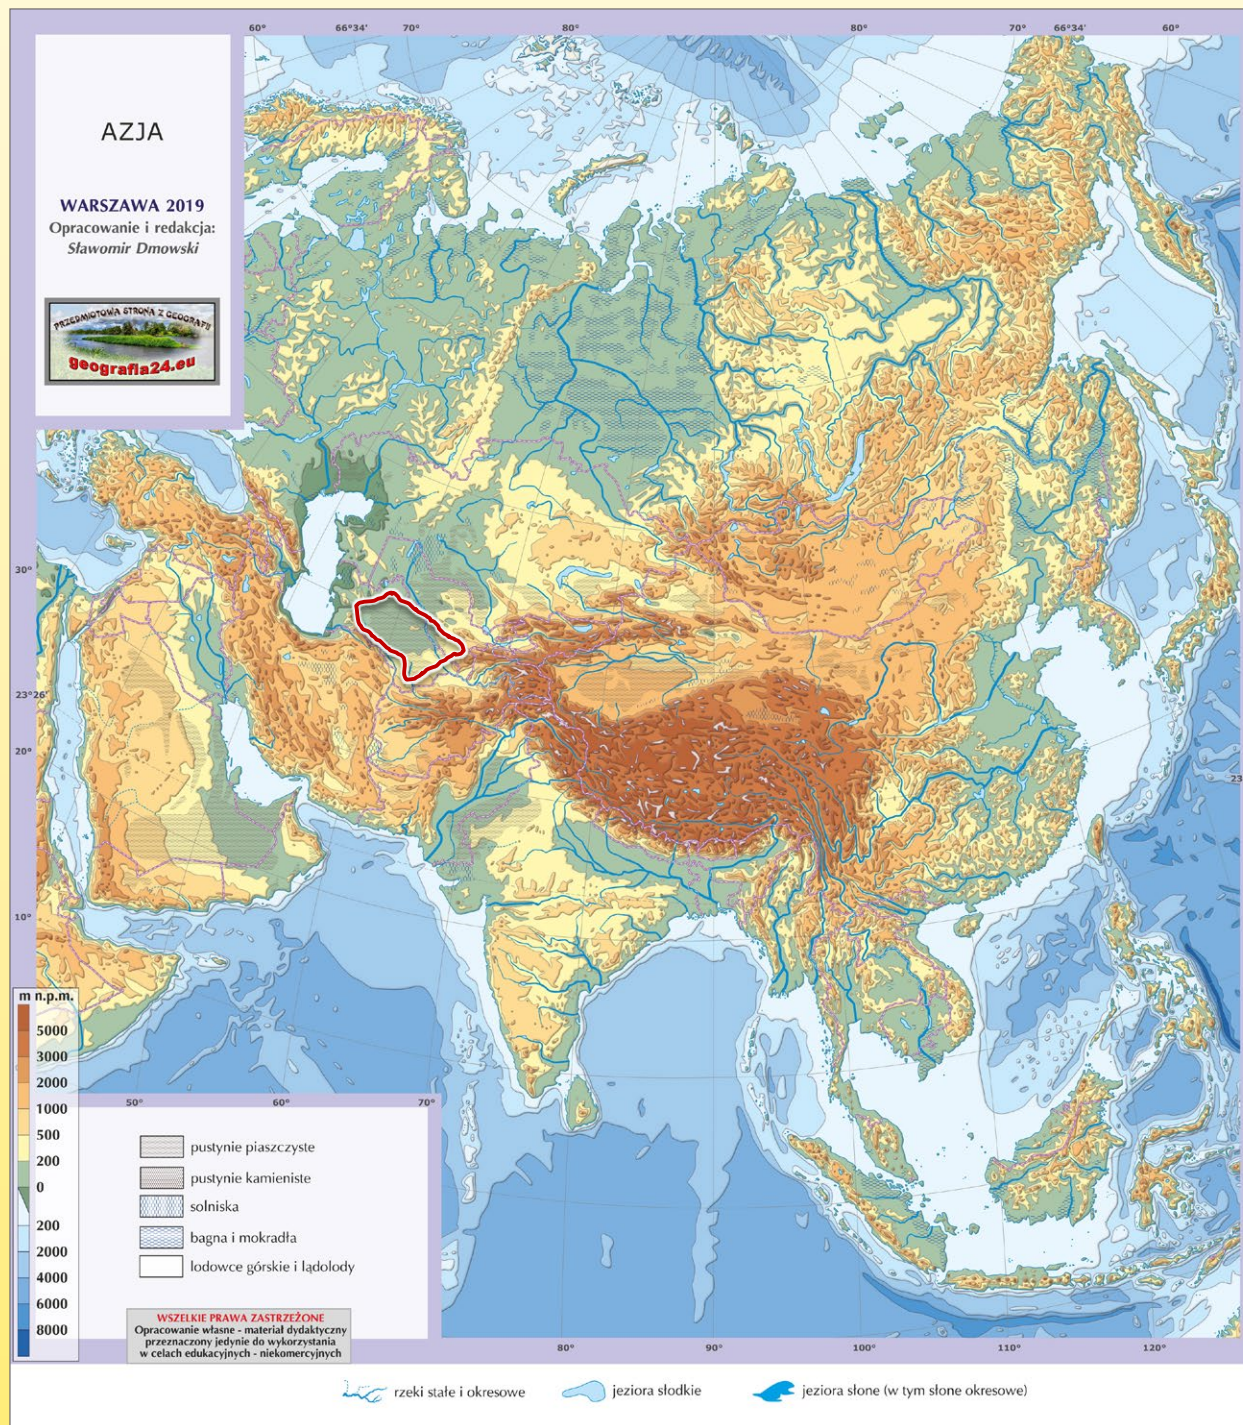 60° 66°34' 70° 80° 80° 70° 66°34' 60°
AZJA
WARSZAWA 2019
Opracowanie i redakcja:
Sławomir Dmowski
PRZEDMIOTOWA STRONA Z GEOGRAFII
geografia24.eu
30°
23°26'
20°
23
10°
m n.p.m.
5000
3000
2000
1000
500
200
0
200
2000
4000
6000
8000
50° 60° 70°
pustynie piaszczyste
pustynie kamieniste
solniska
bagna i mokradła
lodowce górskie i lądolody
WSZELKIE PRAWA ZASTRZEŻONE
Opracowanie własne - materiał dydaktyczny
przeznaczony jedynie do wykorzystania
w celach edukacyjnych - niekomercyjnych
80° 90° 100° 110° 120°
rzeki stałe i okresowe
jeziora słodkie
jeziora słone (w tym słone okresowe)